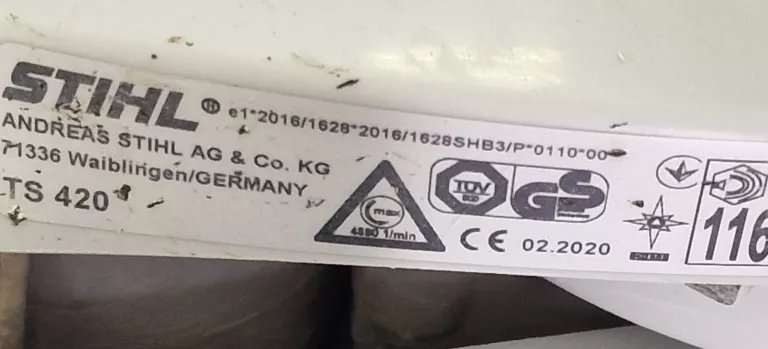 STIHL ®
e1*2016/1628*2016/1628SHB3/P*0110*00
ANDREAS STIHL AG & Co. KG
71336 Waiblingen/GERMANY
TS 420
max
4880 1/min
TÜV
GS
CE 02.2020
116